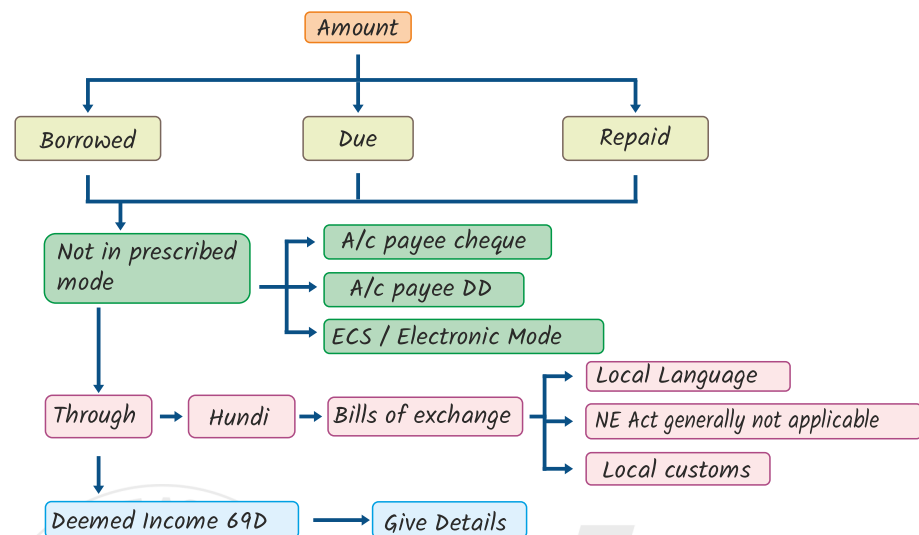 Amount
Borrowed
Due
Repaid
Not in prescribed
mode
A/c payee cheque
A/c payee DD
ECS / Electronic Mode
Through
Hundi
Bills of exchange
Local Language
NE Act generally not applicable
Local customs
Deemed Income 69D
Give Details